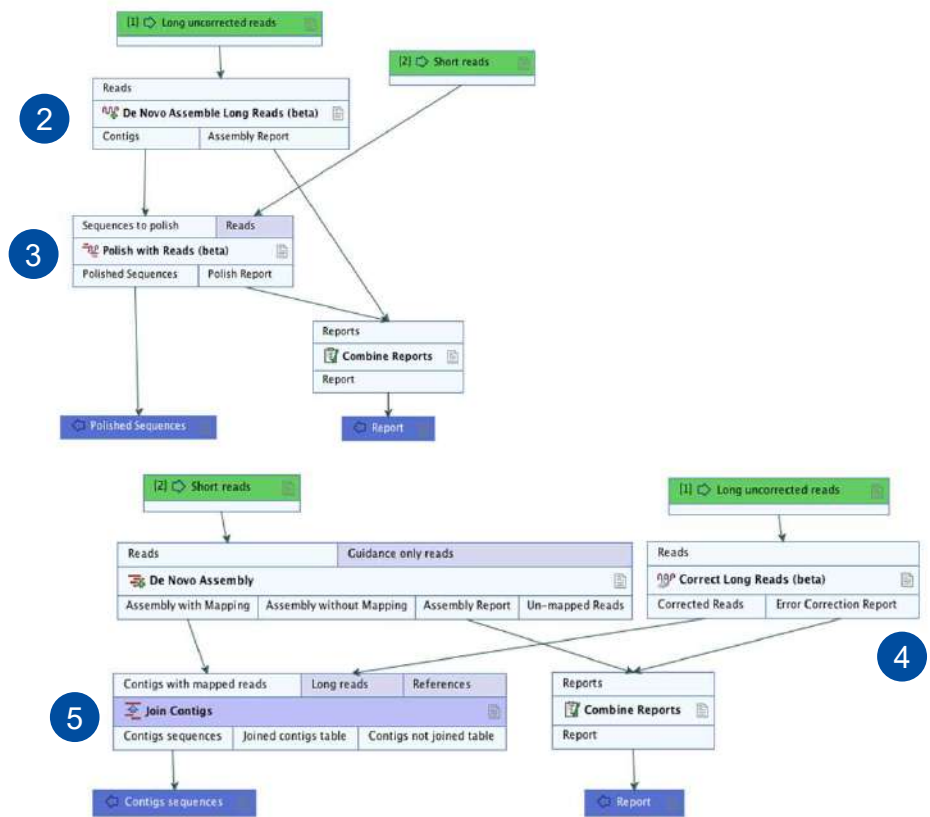 [1] Long uncorrected reads
[2] Short reads
Reads
2
De Novo Assemble Long Reads (beta)
Contigs Assembly Report
Sequences to polish Reads
3
Polish with Reads (beta)
Polished Sequences Polish Report
Reports
Combine Reports
Report
Polished Sequences
Report
[2] Short reads
[1] Long uncorrected reads
Reads Guidance only reads
De Novo Assembly
Assembly with Mapping Assembly without Mapping Assembly Report Un-mapped Reads
Reads
Correct Long Reads (beta)
Corrected Reads Error Correction Report
4
Contigs with mapped reads Long reads References
5
Join Contigs
Contigs sequences Joined contigs table Contigs not joined table
Reports
Combine Reports
Report
Contigs sequences
Report